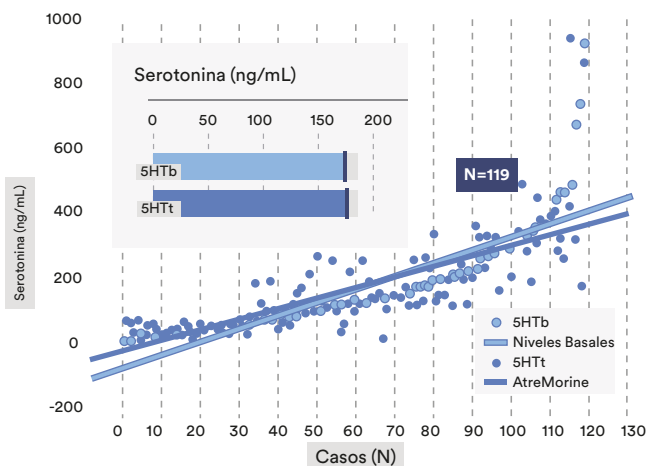 1000
800
600
400
200
0
-200
Serotonina (ng/mL)
Serotonina (ng/mL)
0 50 100 150 200
5HTb
5HTt
N=119
5HTb
Niveles Basales
5HTt
AtreMorine
0 10 20 30 40 50 60 70 80 90 100 110 120 130
Casos (N)